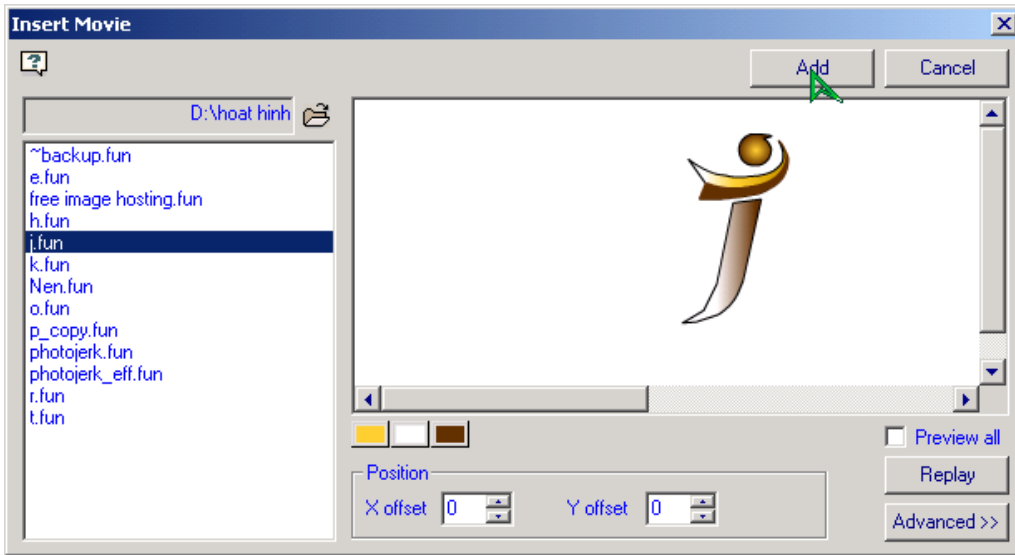 Insert Movie
Add
Cancel
D:\hoat hinh
~backup.fun
e.fun
free image hosting.fun
h.fun
j.fun
k.fun
Nen.fun
o.fun
p_copy.fun
photojerk.fun
photojerk_eff.fun
r.fun
t.fun
j
Preview all
Position
X offset 0 Y offset 0
Replay
Advanced >>